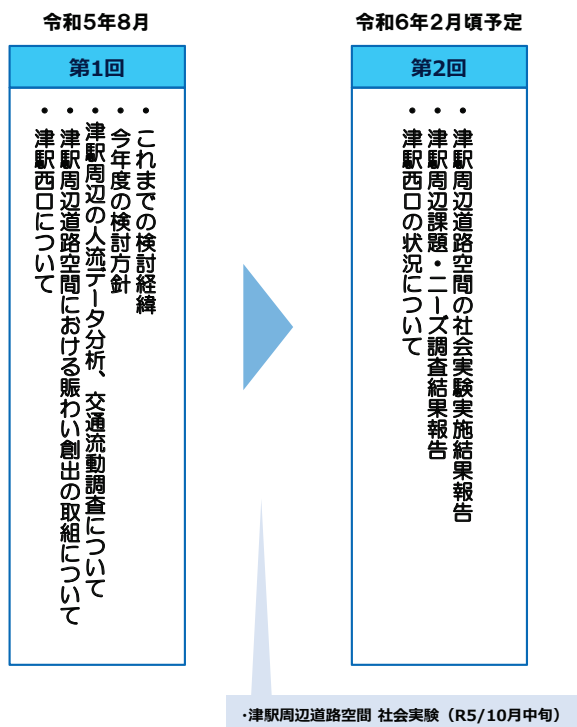 令和5年8月
第1回
・これまでの検討経緯
・今年度の検討方針
・津駅周辺の人流データ分析、交通流動調査について
・津駅周辺道路空間における賑わい創出の取組について
・津駅西口について
令和6年2月頃予定
第2回
・津駅周辺道路空間の社会実験実施結果報告
・津駅周辺課題・ニーズ調査結果報告
・津駅西口の状況について
・津駅周辺道路空間 社会実験（R5/10月中旬）